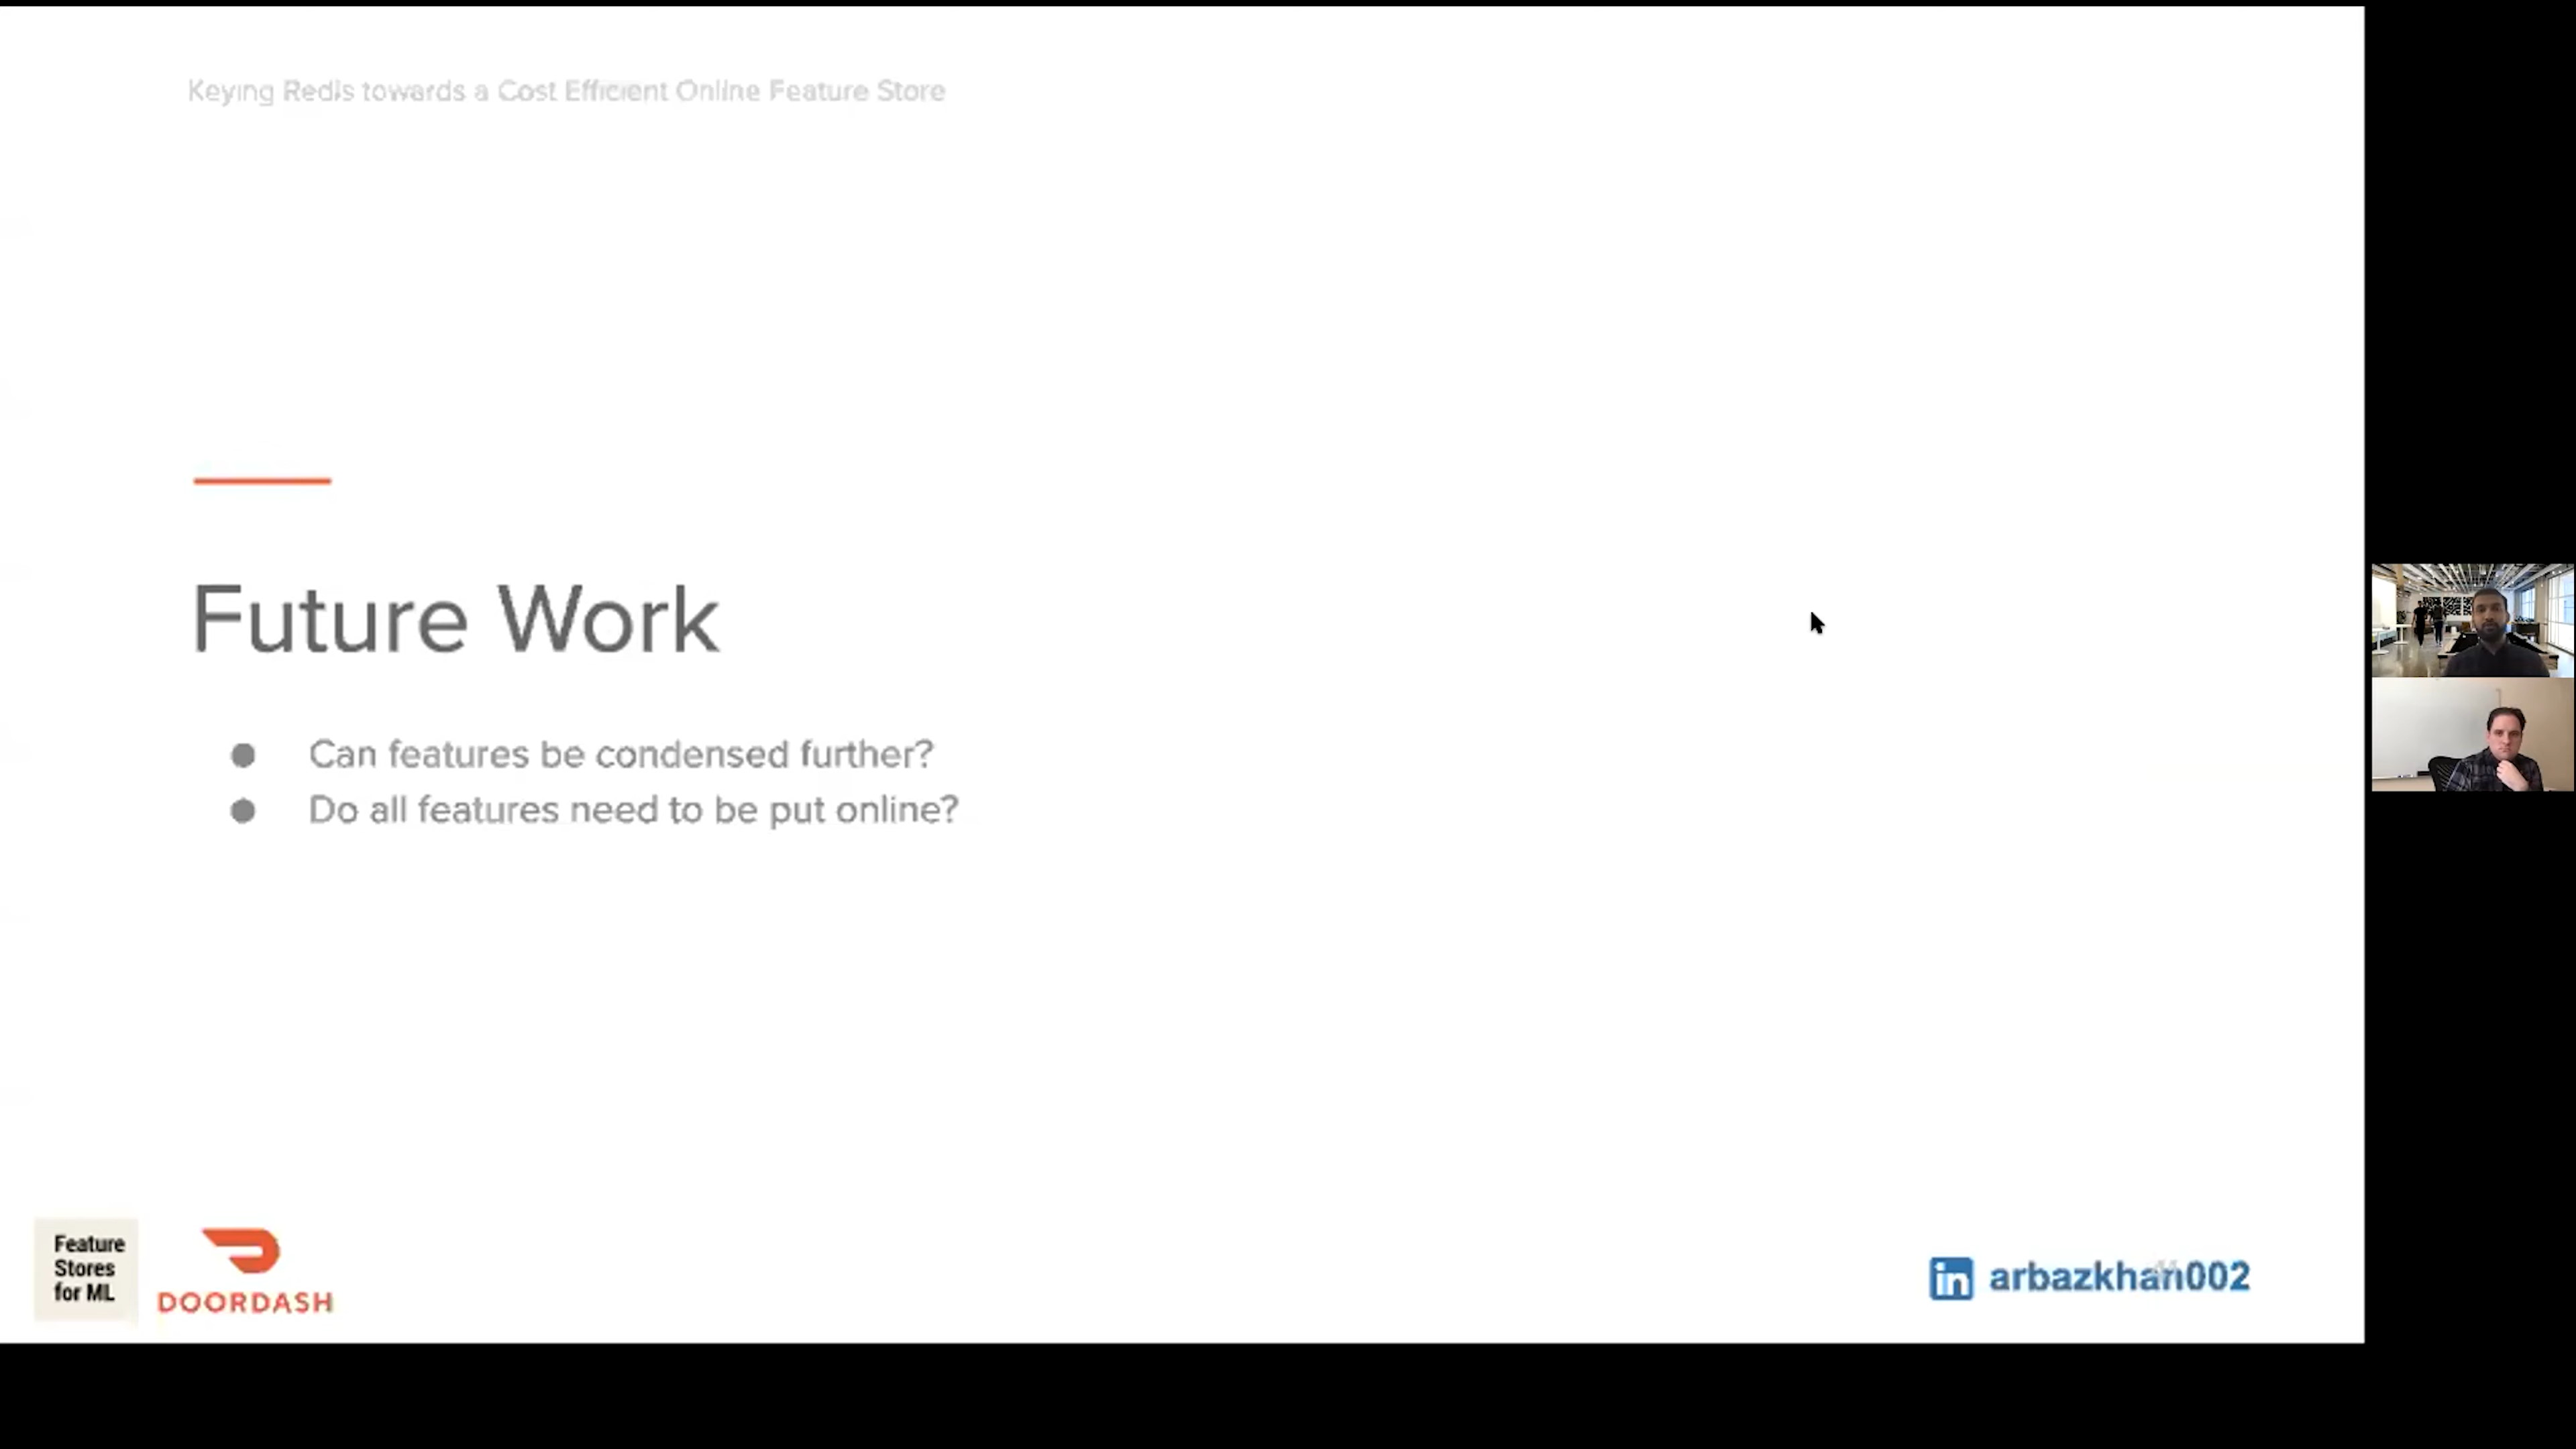 Keying Redis towards a Cost Efficient Online Feature Store
Future Work
● Can features be condensed further?
● Do all features need to be put online?
Feature
Stores
for ML
DOORDASH
in arbazkhan002